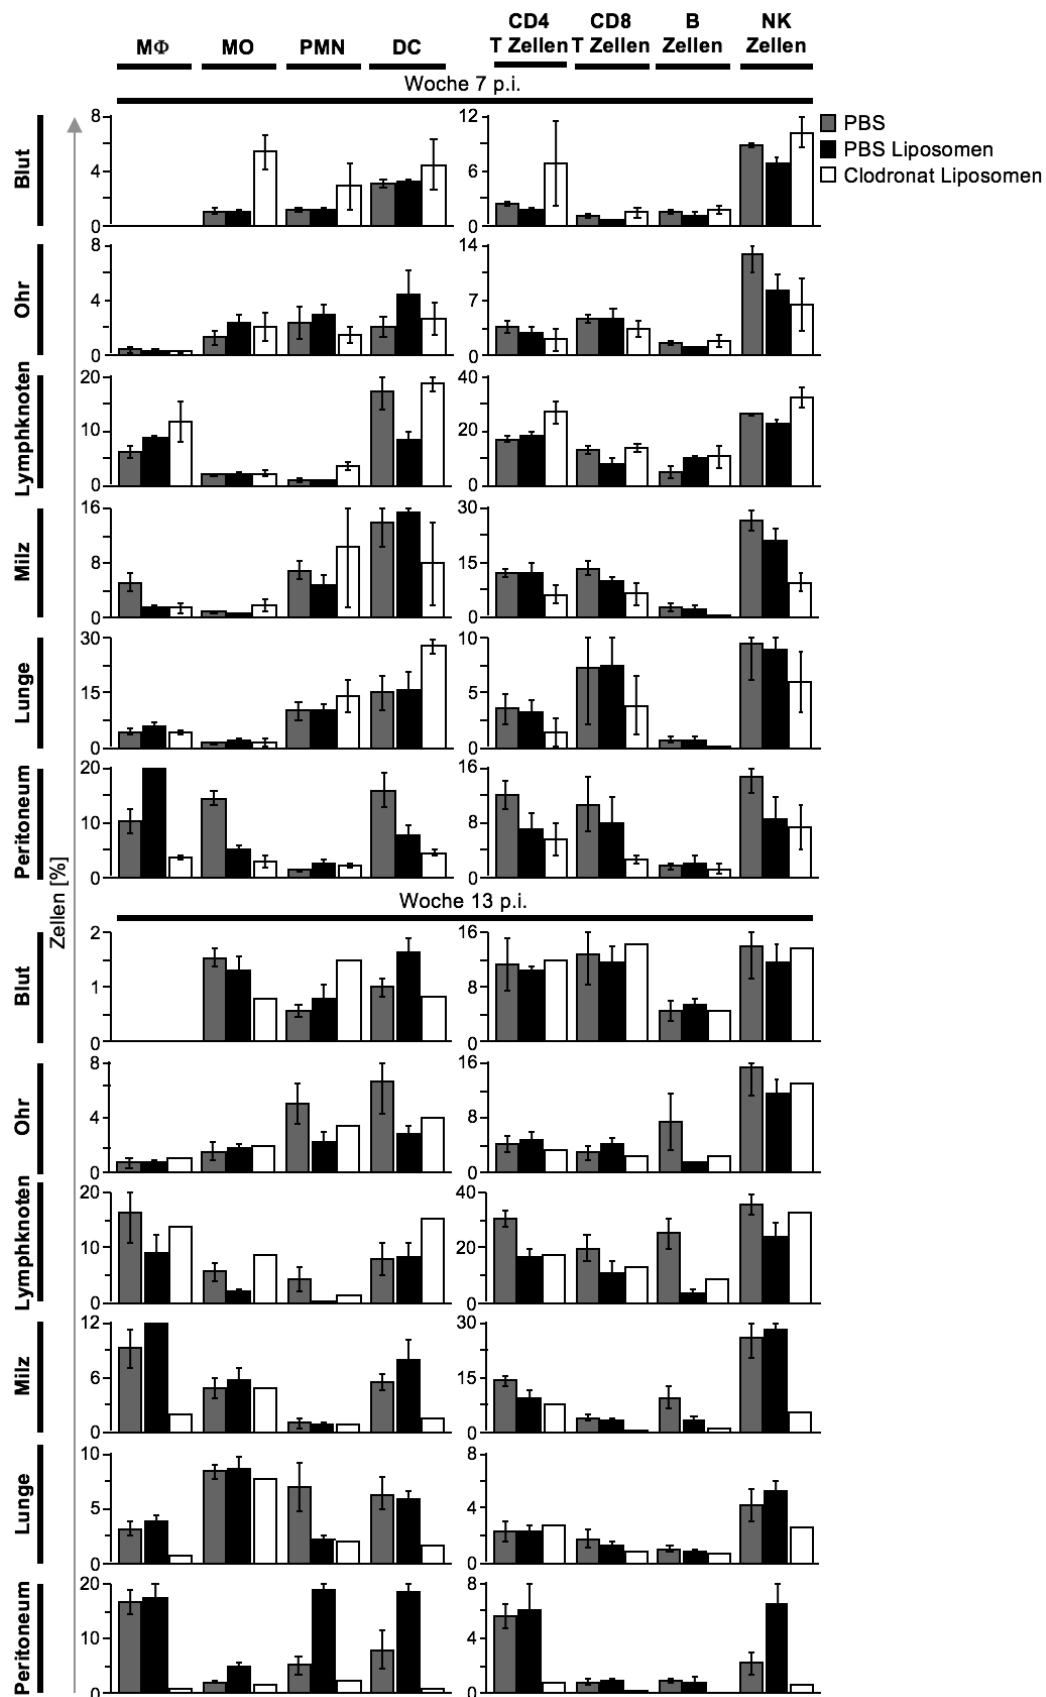 MΦ MO PMN DC CD4 T Zellen CD8 T Zellen B Zellen NK Zellen
Woche 7 p.i.
PBS
PBS Liposomen
Clodronat Liposomen
Zellen [%]
Blut
8 4 0
12 6 0
Ohr
8 4 0
14 7 0
Lymphknoten
20 10 0
40 20 0
Milz
16 8 0
30 15 0
Lunge
30 15 0
10 5 0
Peritoneum
20 10 0
16 8 0
Woche 13 p.i.
Blut
2 1 0
16 8 0
Ohr
8 4 0
16 8 0
Lymphknoten
20 10 0
40 20 0
Milz
12 6 0
30 15 0
Lunge
10 5 0
8 4 0
Peritoneum
20 10 0
8 4 0